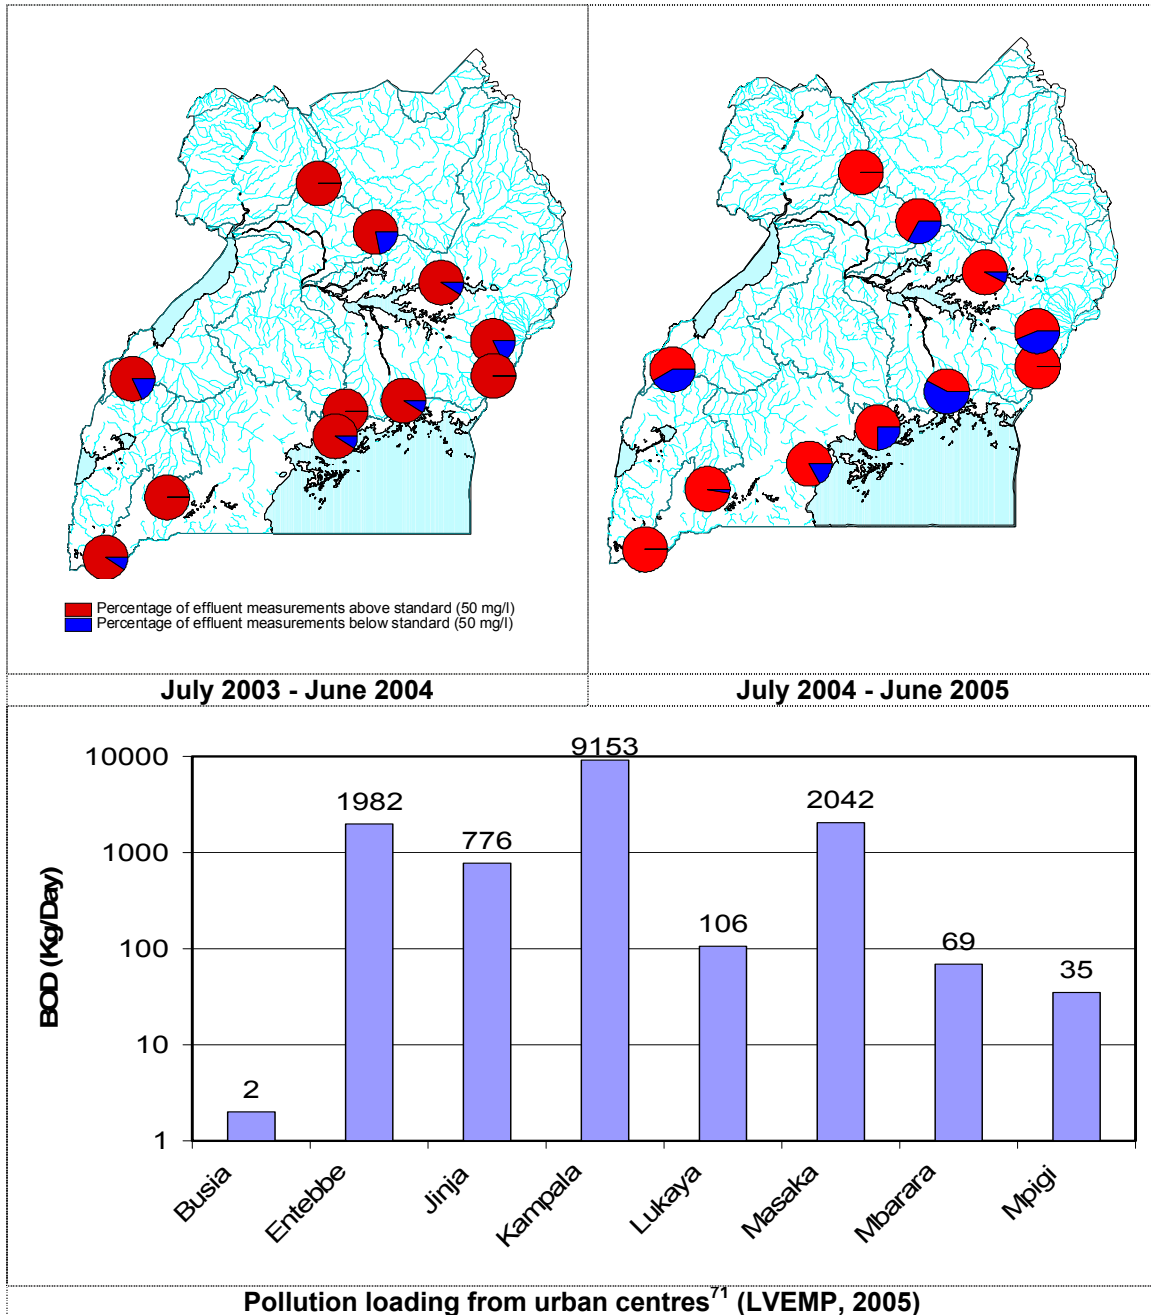 Percentage of effluent measurements above standard (50 mg/l)
Percentage of effluent measurements below standard (50 mg/l)
July 2003 - June 2004
July 2004 - June 2005
BOD (Kg/Day)
10000
1000
100
10
1
2
1982
776
9153
106
2042
69
35
Busia
Entebbe
Jinja
Kampala
Lukaya
Masaka
Mbarara
Mpigi
Pollution loading from urban centres71 (LVEMP, 2005)